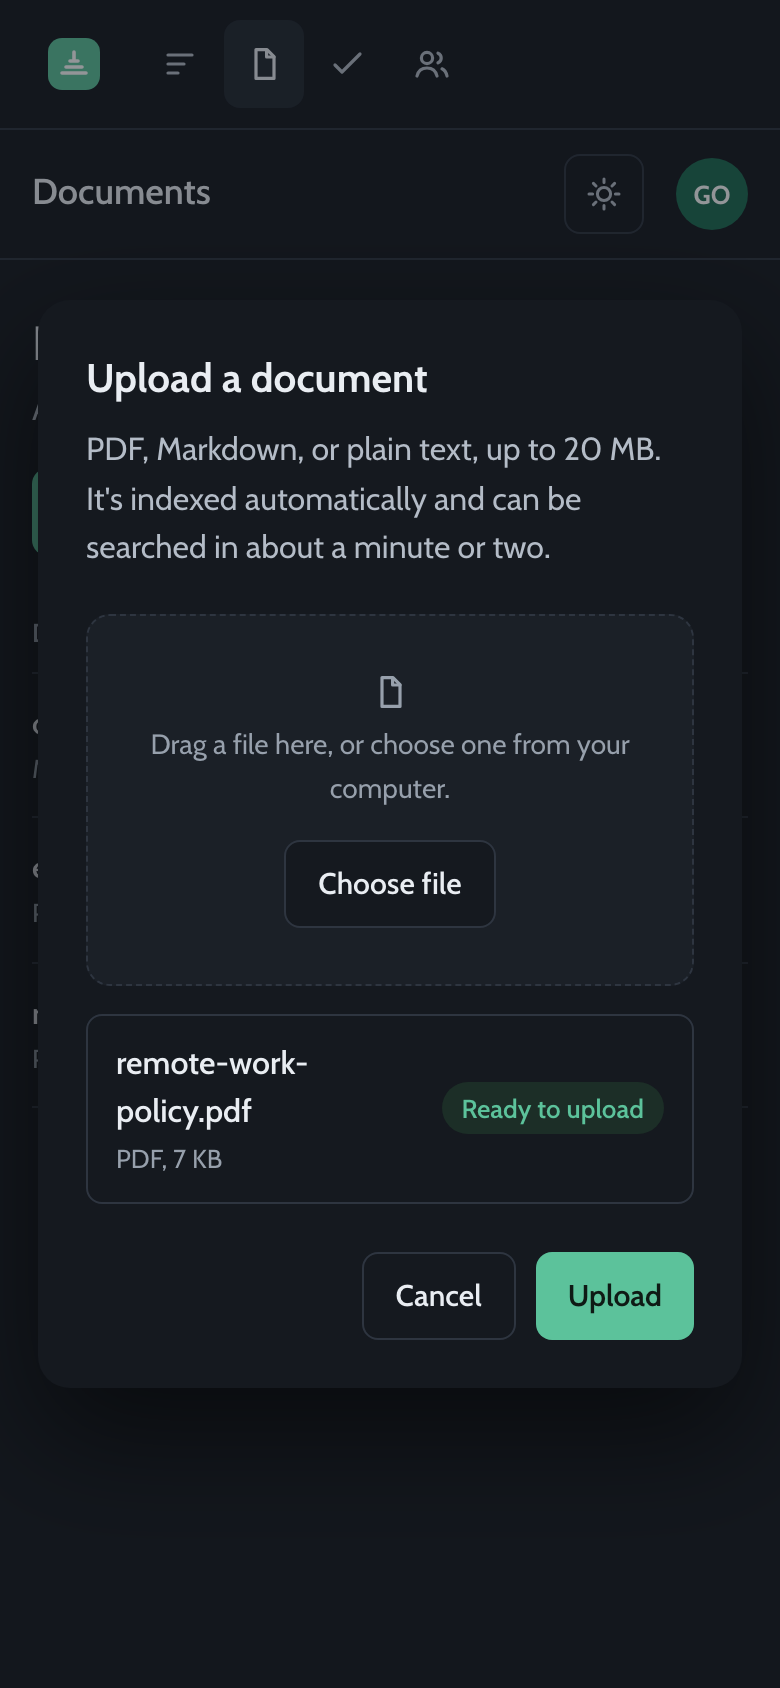 Documents
GO
Upload a document
PDF, Markdown, or plain text, up to 20 MB.
It's indexed automatically and can be
searched in about a minute or two.
Drag a file here, or choose one from your
computer.
Choose file
remote-work-
policy.pdf
Ready to upload
PDF, 7 KB
Cancel
Upload